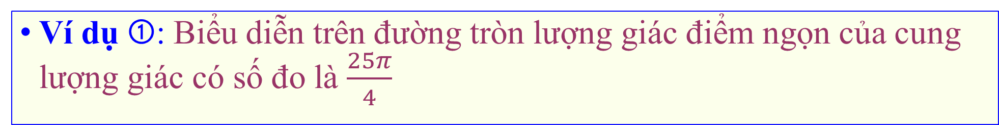 • Ví dụ ①: Biểu diễn trên đường tròn lượng giác điểm ngọn của cung
lượng giác có số đo là 25𝜋/4